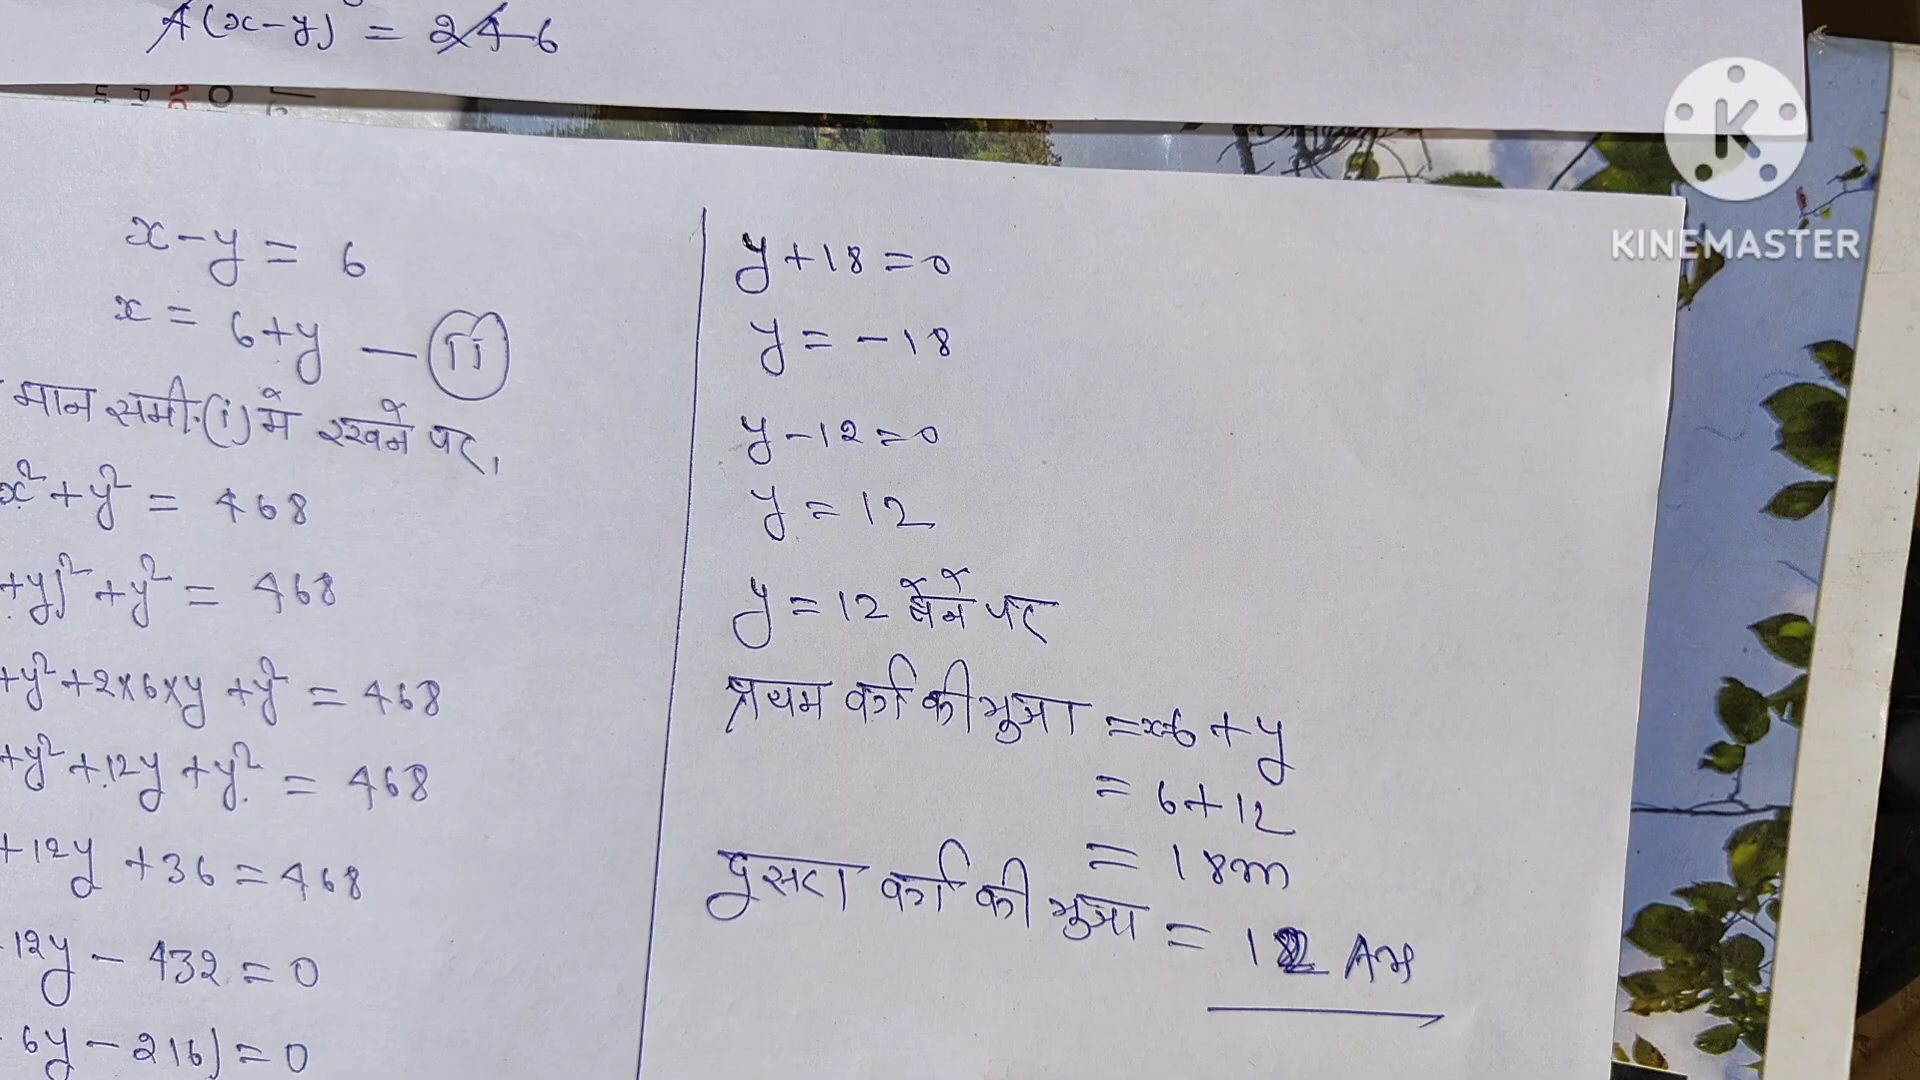 4(x-y) = 24 6
KINEMASTER
x-y = 6
x = 6+y — (ii)
मान समी.(i) में रखने पर,
x²+y² = 468
+y)²+y² = 468
+y²+2×6×y+y² = 468
+y²+12y+y² = 468
+12y+36=468
12y-432=0
6y-216)=0
y+18=0
y=-18
y-12=0
y=12
y=12 लेने पर
प्रथम वर्ग की भुजा = 6+y
= 6+12
= 18m
दुसरा वर्ग की भुजा = 12 Ans